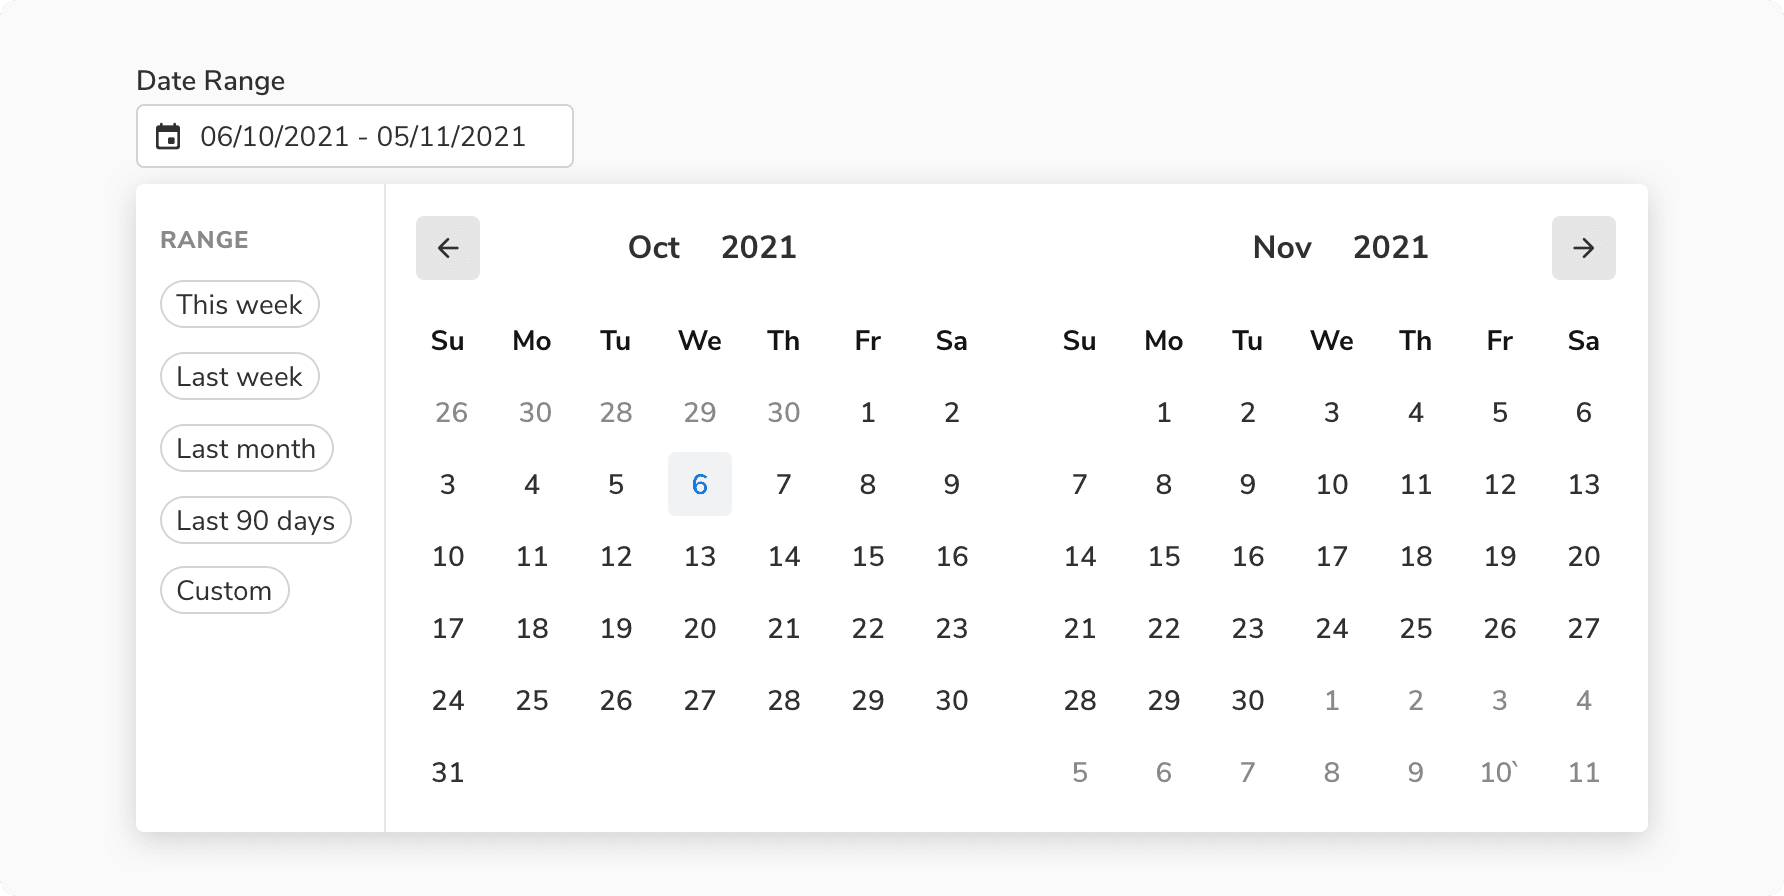 Date Range
06/10/2021 - 05/11/2021
RANGE
This week
Last week
Last month
Last 90 days
Custom
Oct 2021
Su Mo Tu We Th Fr Sa
26 30 28 29 30 1 2
3 4 5 6 7 8 9
10 11 12 13 14 15 16
17 18 19 20 21 22 23
24 25 26 27 28 29 30
31
Nov 2021
Su Mo Tu We Th Fr Sa
1 2 3 4 5 6
7 8 9 10 11 12 13
14 15 16 17 18 19 20
21 22 23 24 25 26 27
28 29 30 1 2 3 4
5 6 7 8 9 10` 11